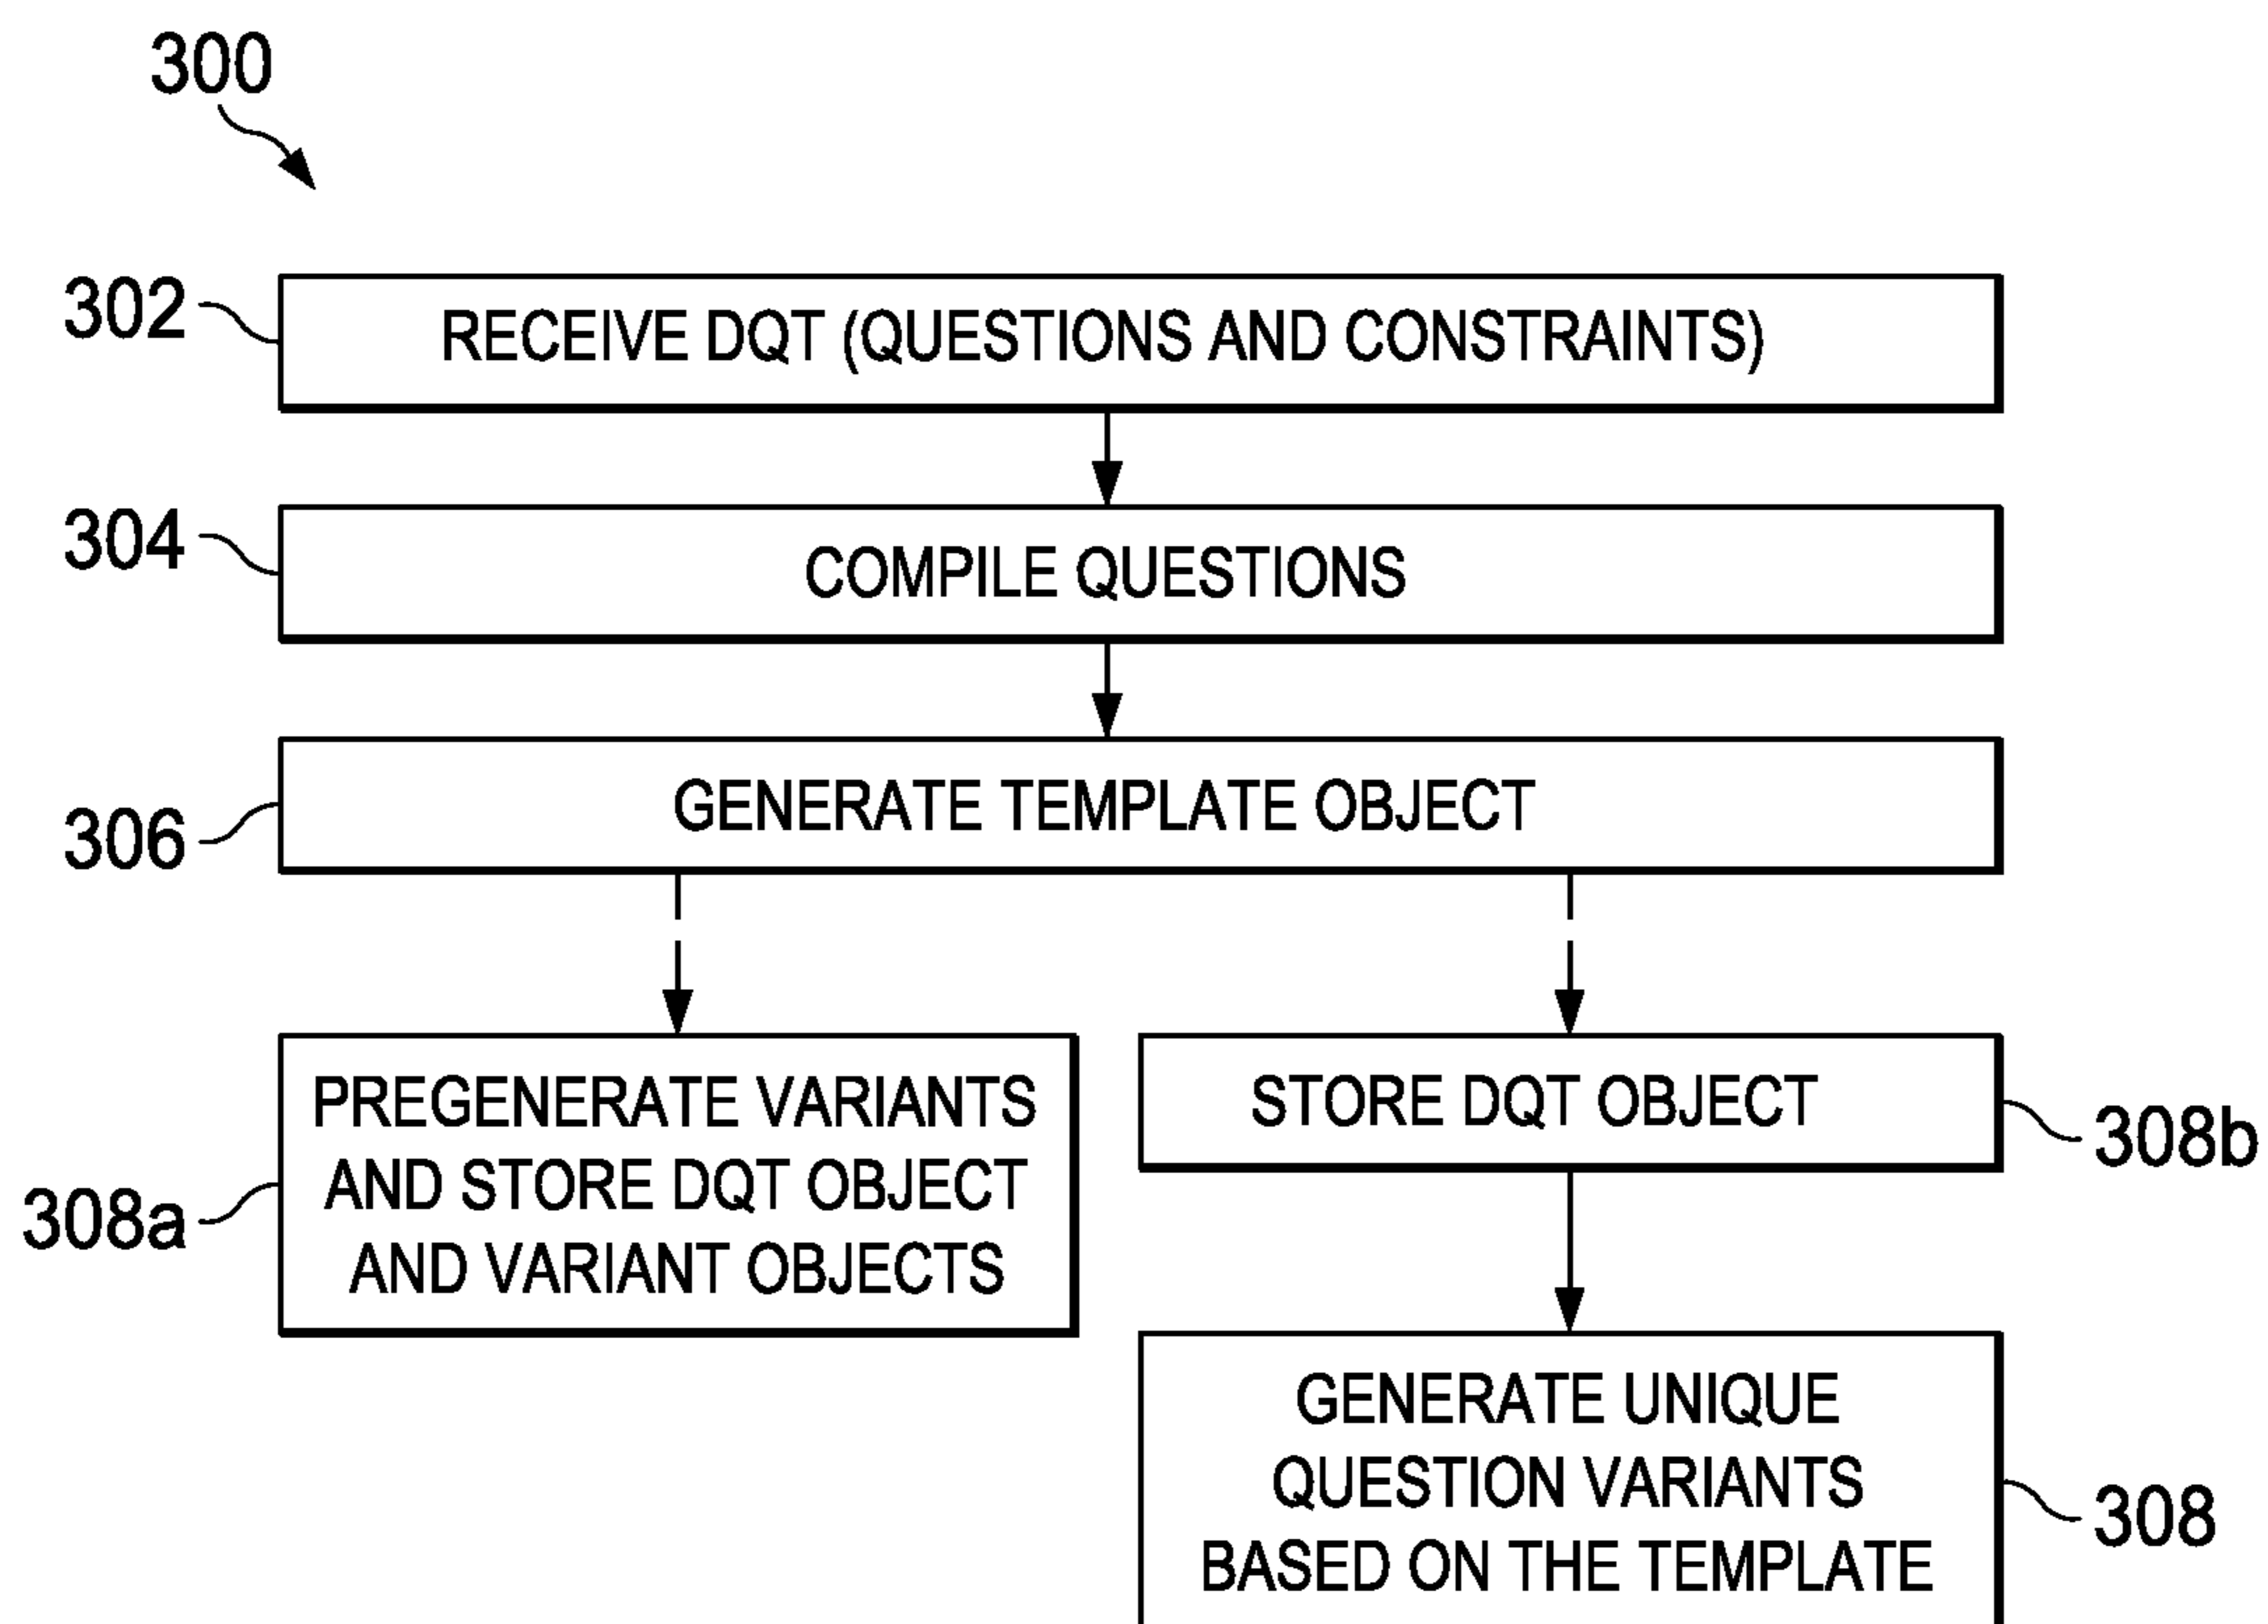 300
302
RECEIVE DQT (QUESTIONS AND CONSTRAINTS)
304
COMPILE QUESTIONS
306
GENERATE TEMPLATE OBJECT
308a
PREGENERATE VARIANTS
AND STORE DQT OBJECT
AND VARIANT OBJECTS
STORE DQT OBJECT
308b
GENERATE UNIQUE
QUESTION VARIANTS
BASED ON THE TEMPLATE
308